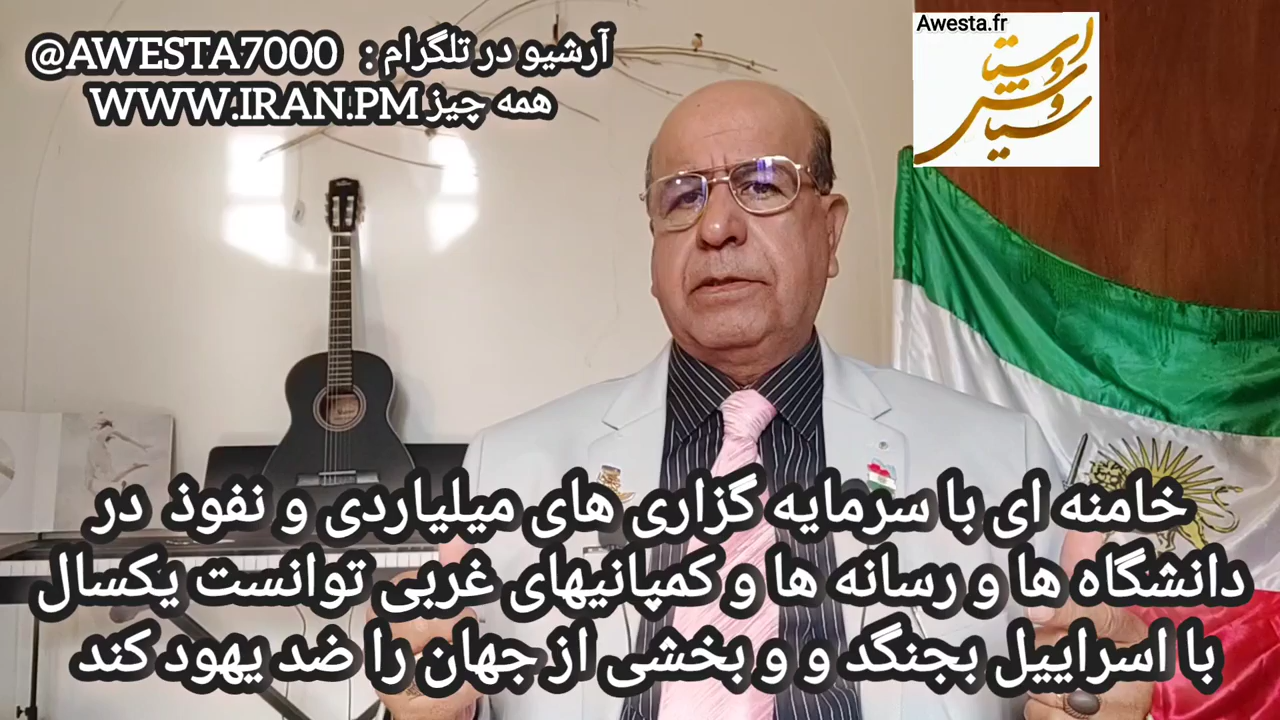 آرشیو در تلگرام : @AWESTA7000
همه چیز WWW.IRAN.PM
Awesta.fr
اوستا
و
سیاوش
خامنه ای با سرمایه گزاری های میلیاردی و نفوذ در
دانشگاه ها و رسانه ها و کمپانیهای غربی توانست یکسال
با اسراییل بجنگد و و بخشی از جهان را ضد یهود کند